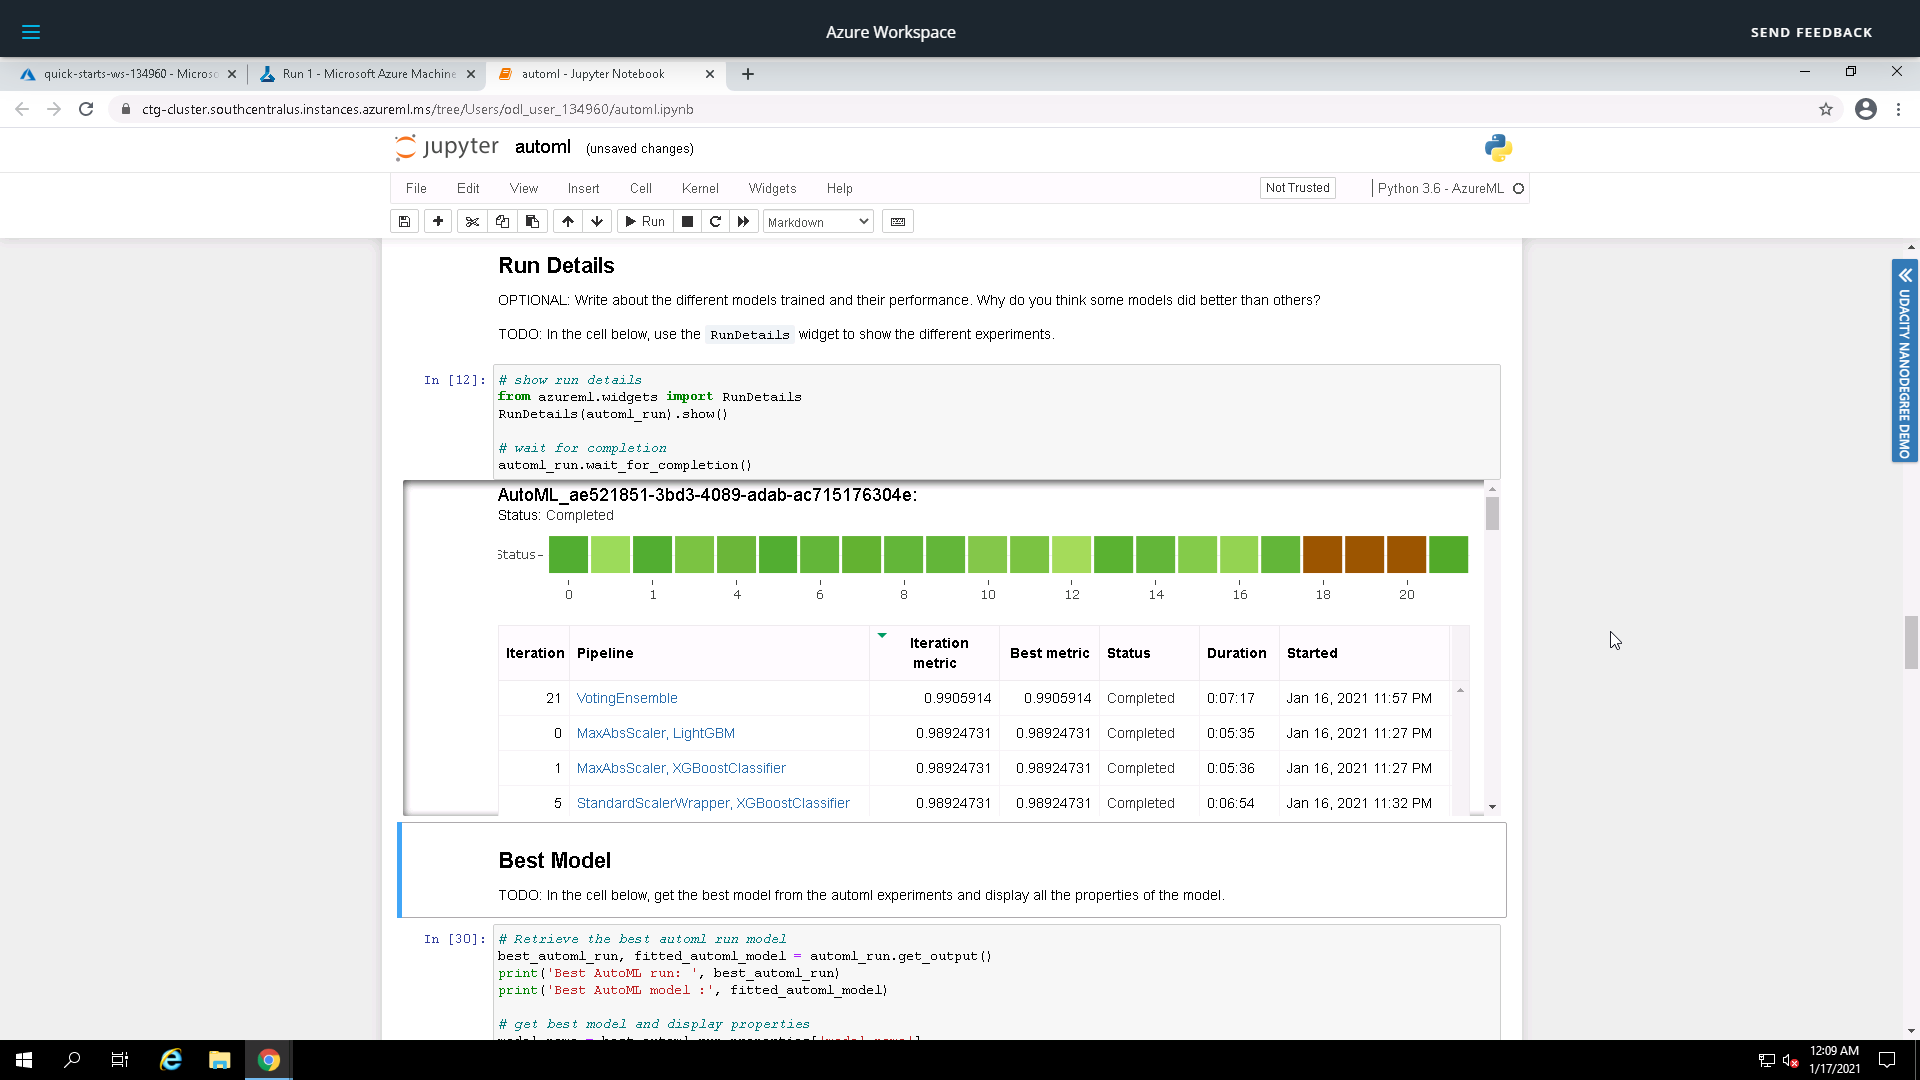 Azure Workspace
SEND FEEDBACK
quick-starts-ws-134960 - Microso
Run 1 - Microsoft Azure Machine
automl - Jupyter Notebook
ctg-cluster.southcentralus.instances.azureml.ms/tree/Users/odl_user_134960/automl.ipynb
jupyter automl (unsaved changes)
File Edit View Insert Cell Kernel Widgets Help
Not Trusted
Python 3.6 - AzureML
Run
Markdown
UDACITY NANODEGREE DEMO
Run Details
OPTIONAL: Write about the different models trained and their performance. Why do you think some models did better than others?
TODO: In the cell below, use the RunDetails widget to show the different experiments.
In [12]:
# show run details
from azureml.widgets import RunDetails
RunDetails(automl_run).show()
# wait for completion
automl_run.wait_for_completion()
AutoML_ae521851-3bd3-4089-adab-ac715176304e:
Status: Completed
Status
0 1 4 6 8 10 12 14 16 18 20
Iteration Pipeline Iteration metric Best metric Status Duration Started
21 VotingEnsemble 0.9905914 0.9905914 Completed 0:07:17 Jan 16, 2021 11:57 PM
0 MaxAbsScaler, LightGBM 0.98924731 0.98924731 Completed 0:05:35 Jan 16, 2021 11:27 PM
1 MaxAbsScaler, XGBoostClassifier 0.98924731 0.98924731 Completed 0:05:36 Jan 16, 2021 11:27 PM
5 StandardScalerWrapper, XGBoostClassifier 0.98924731 0.98924731 Completed 0:06:54 Jan 16, 2021 11:32 PM
Best Model
TODO: In the cell below, get the best model from the automl experiments and display all the properties of the model.
In [30]:
# Retrieve the best automl run model
best_automl_run, fitted_automl_model = automl_run.get_output()
print('Best AutoML run: ', best_automl_run)
print('Best AutoML model :', fitted_automl_model)
# get best model and display properties
12:09 AM
1/17/2021